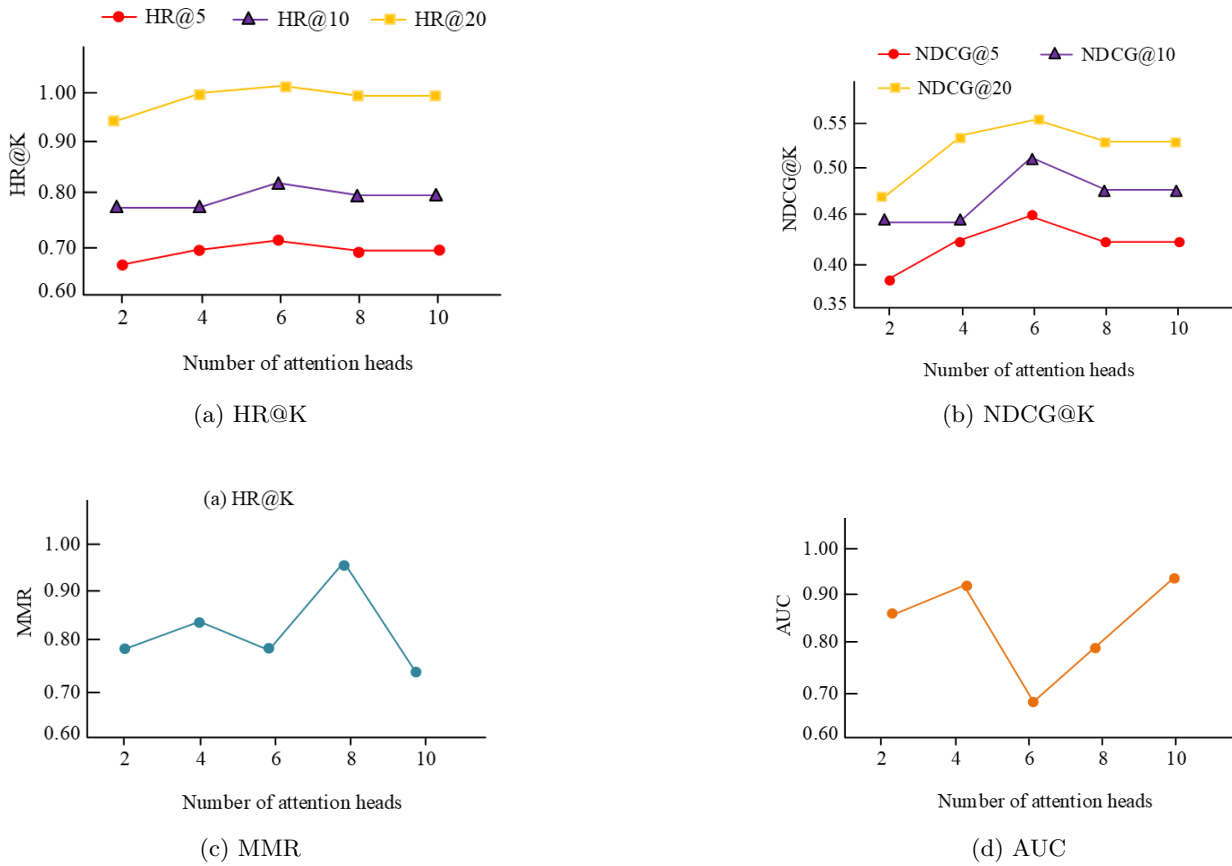 HR@5 HR@10 HR@20
HR@K
1.00
0.90
0.80
0.70
0.60
2 4 6 8 10
Number of attention heads
(a) HR@K
NDCG@5 NDCG@10
NDCG@20
NDCG@K
0.55
0.50
0.46
0.40
0.35
2 4 6 8 10
Number of attention heads
(b) NDCG@K
(a) HR@K
MMR
1.00
0.90
0.80
0.70
0.60
2 4 6 8 10
Number of attention heads
(c) MMR
AUC
1.00
0.90
0.80
0.70
0.60
2 4 6 8 10
Number of attention heads
(d) AUC